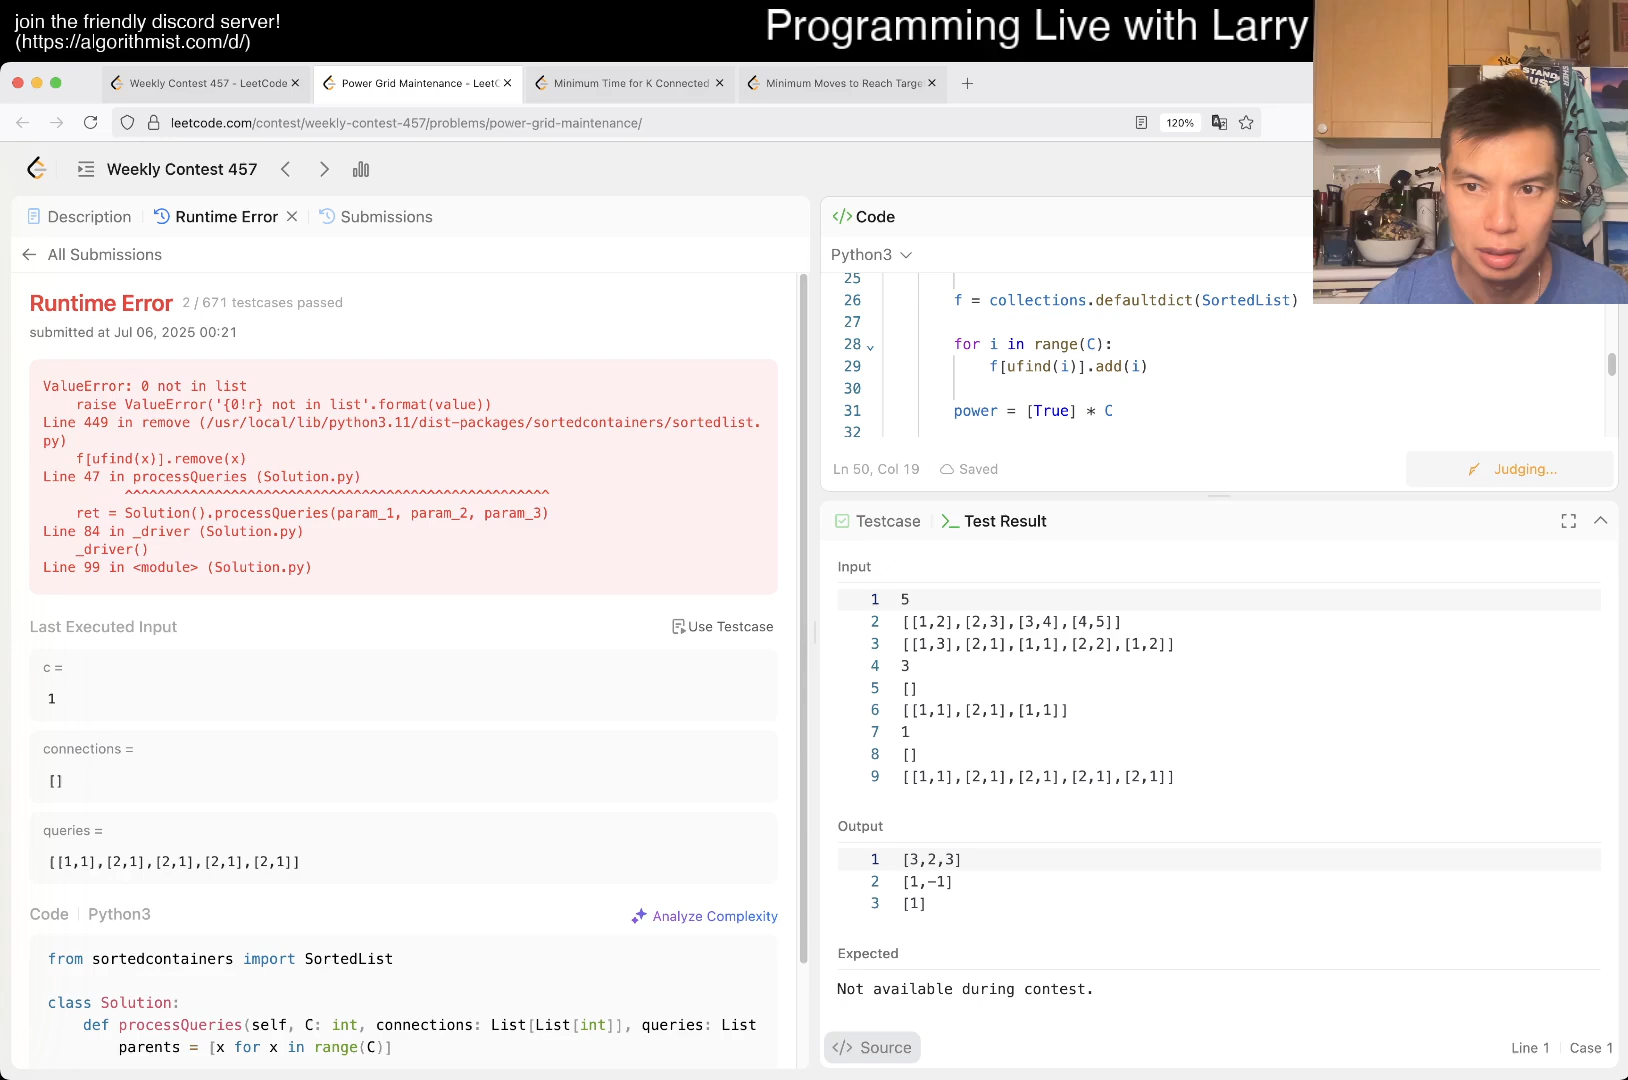 join the friendly discord server!
(https://algorithmist.com/d/)
Programming Live with Larry
Weekly Contest 457 - LeetCode
Power Grid Maintenance - LeetC
Minimum Time for K Connected
Minimum Moves to Reach Targe
leetcode.com/contest/weekly-contest-457/problems/power-grid-maintenance/
120%
Weekly Contest 457
Description
Runtime Error
Submissions
All Submissions
Runtime Error 2 / 671 testcases passed
submitted at Jul 06, 2025 00:21
ValueError: 0 not in list
raise ValueError('{0!r} not in list'.format(value))
Line 449 in remove (/usr/local/lib/python3.11/dist-packages/sortedcontainers/sortedlist.
py)
f[ufind(x)].remove(x)
Line 47 in processQueries (Solution.py)
^^^^^^^^^^^^^^^^^^^^^^^^^^^^^^^^^^^^^^^^^^^^^^^^
ret = Solution().processQueries(param_1, param_2, param_3)
Line 84 in _driver (Solution.py)
_driver()
Line 99 in <module> (Solution.py)
Last Executed Input
Use Testcase
c =
1
connections =
[]
queries =
[[1,1],[2,1],[2,1],[2,1],[2,1]]
Code
Python3
Analyze Complexity
from sortedcontainers import SortedList
class Solution:
def processQueries(self, C: int, connections: List[List[int]], queries: List
parents = [x for x in range(C)]
</> Code
Python3
25
26 f = collections.defaultdict(SortedList)
27
28 for i in range(C):
29 f[ufind(i)].add(i)
30
31 power = [True] * C
32
Ln 50, Col 19
Saved
Judging...
Testcase
Test Result
Input
1 5
2 [[1,2],[2,3],[3,4],[4,5]]
3 [[1,3],[2,1],[1,1],[2,2],[1,2]]
4 3
5 []
6 [[1,1],[2,1],[1,1]]
7 1
8 []
9 [[1,1],[2,1],[2,1],[2,1],[2,1]]
Output
1 [3,2,3]
2 [1,-1]
3 [1]
Expected
Not available during contest.
</> Source
Line 1
Case 1